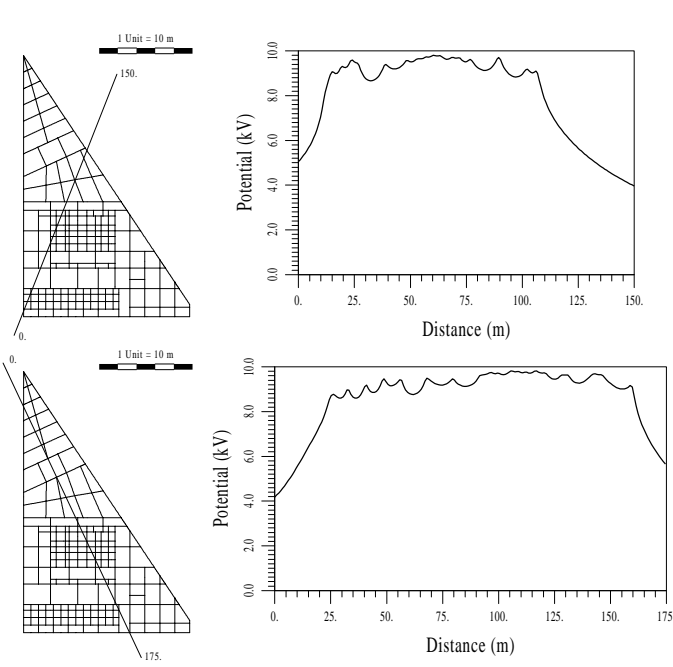 1 Unit = 10 m
150.
0.
10.0
8.0
6.0
4.0
2.0
0.0
Potential (kV)
0. 25. 50. 75. 100. 125. 150.
Distance (m)
1 Unit = 10 m
0.
175.
10.0
8.0
6.0
4.0
2.0
0.0
Potential (kV)
0. 25. 50. 75. 100. 125. 150. 175
Distance (m)